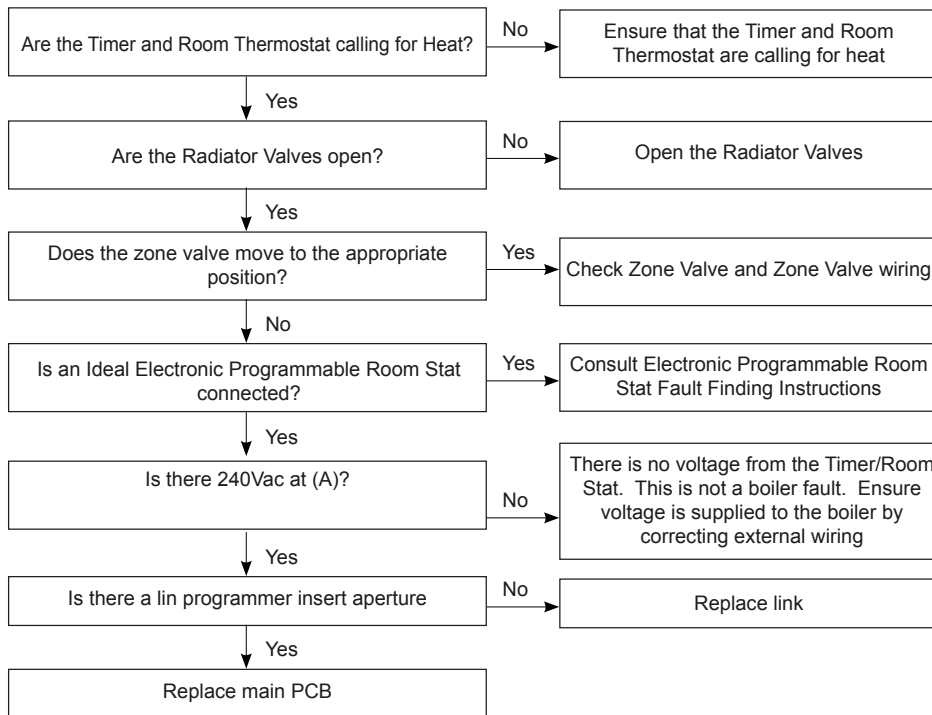 Are the Timer and Room Thermostat calling for Heat?
No
Ensure that the Timer and Room
Thermostat are calling for heat
Yes
Are the Radiator Valves open?
No
Open the Radiator Valves
Yes
Does the zone valve move to the appropriate
position?
Yes
Check Zone Valve and Zone Valve wiring
No
Is an Ideal Electronic Programmable Room Stat
connected?
Yes
Consult Electronic Programmable Room
Stat Fault Finding Instructions
Yes
Is there 240Vac at (A)?
No
There is no voltage from the Timer/Room
Stat. This is not a boiler fault. Ensure
voltage is supplied to the boiler by
correcting external wiring
Yes
Is there a lin programmer insert aperture
No
Replace link
Yes
Replace main PCB